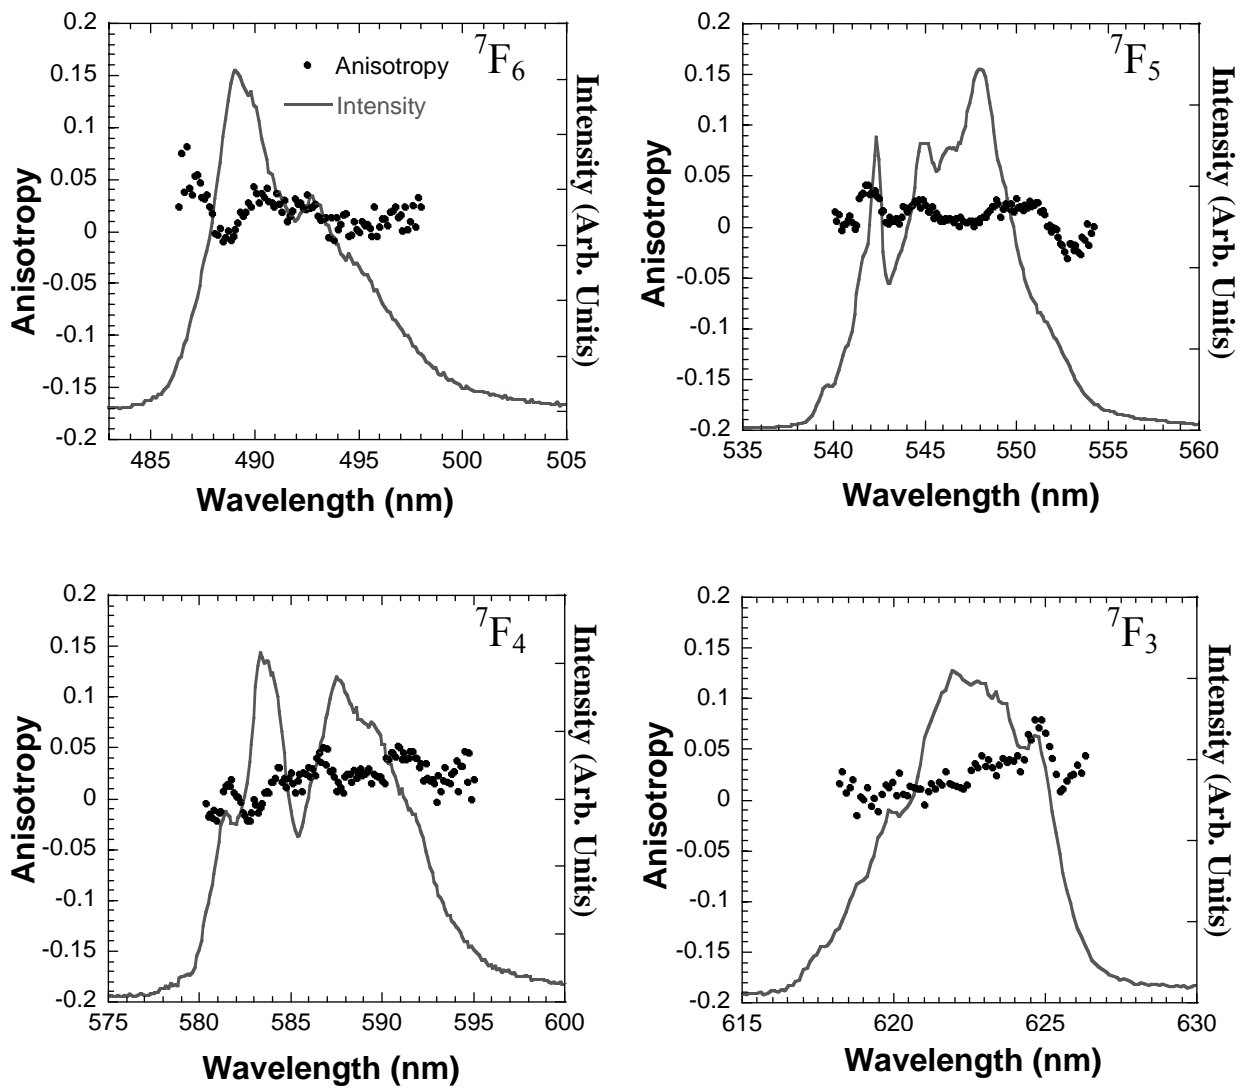 0.2
0.15
0.1
0.05
0
-0.05
-0.1
-0.15
-0.2
Anisotropy
Anisotropy
Intensity
⁷F₆
Intensity (Arb. Units)
485 490 495 500 505
Wavelength (nm)
0.2
0.15
0.1
0.05
0
-0.05
-0.1
-0.15
-0.2
Anisotropy
⁷F₅
Intensity (Arb. Units)
535 540 545 550 555 560
Wavelength (nm)
0.2
0.15
0.1
0.05
0
-0.05
-0.1
-0.15
-0.2
Anisotropy
⁷F₄
Intensity (Arb. Units)
575 580 585 590 595 600
Wavelength (nm)
0.2
0.15
0.1
0.05
0
-0.05
-0.1
-0.15
-0.2
Anisotropy
⁷F₃
Intensity (Arb. Units)
615 620 625 630
Wavelength (nm)